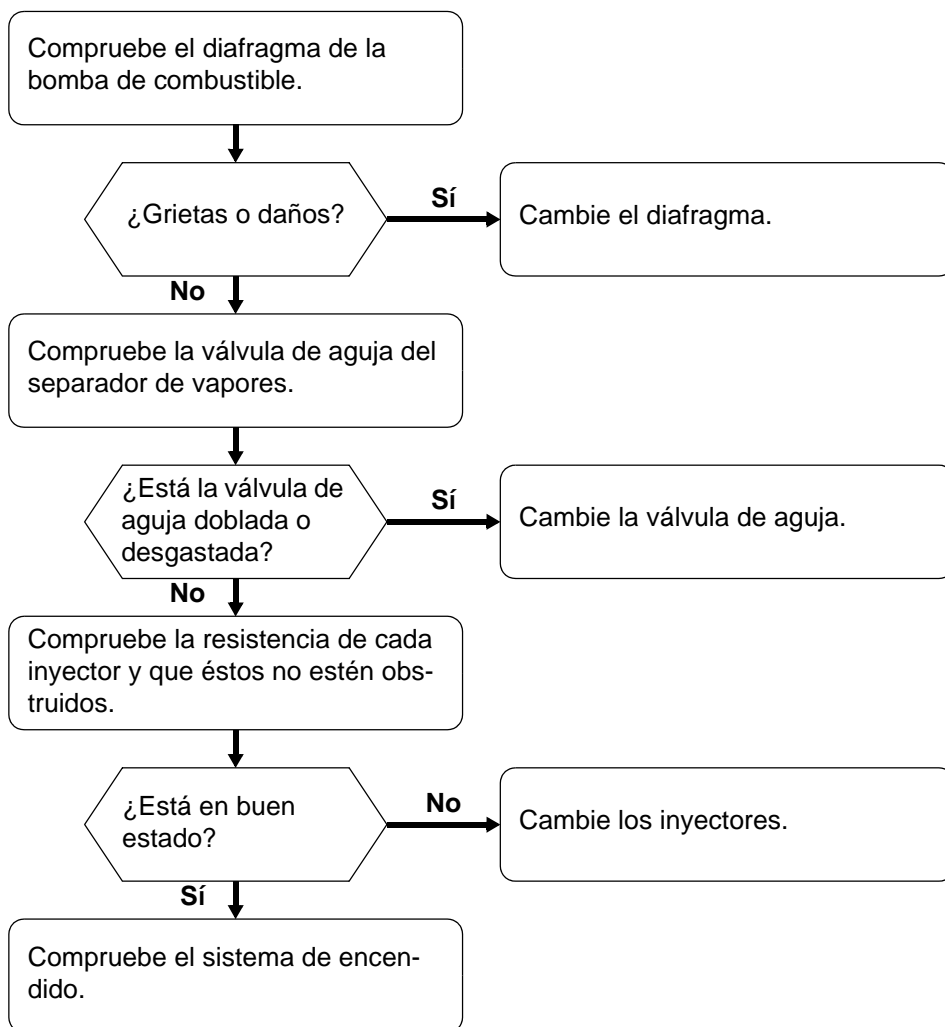 Compruebe el diafragma de la
bomba de combustible.
¿Grietas o daños?
Sí
Cambie el diafragma.
No
Compruebe la válvula de aguja del
separador de vapores.
¿Está la válvula de
aguja doblada o
desgastada?
Sí
Cambie la válvula de aguja.
No
Compruebe la resistencia de cada
inyector y que éstos no estén obs-
truidos.
¿Está en buen
estado?
No
Cambie los inyectores.
Sí
Compruebe el sistema de encen-
dido.